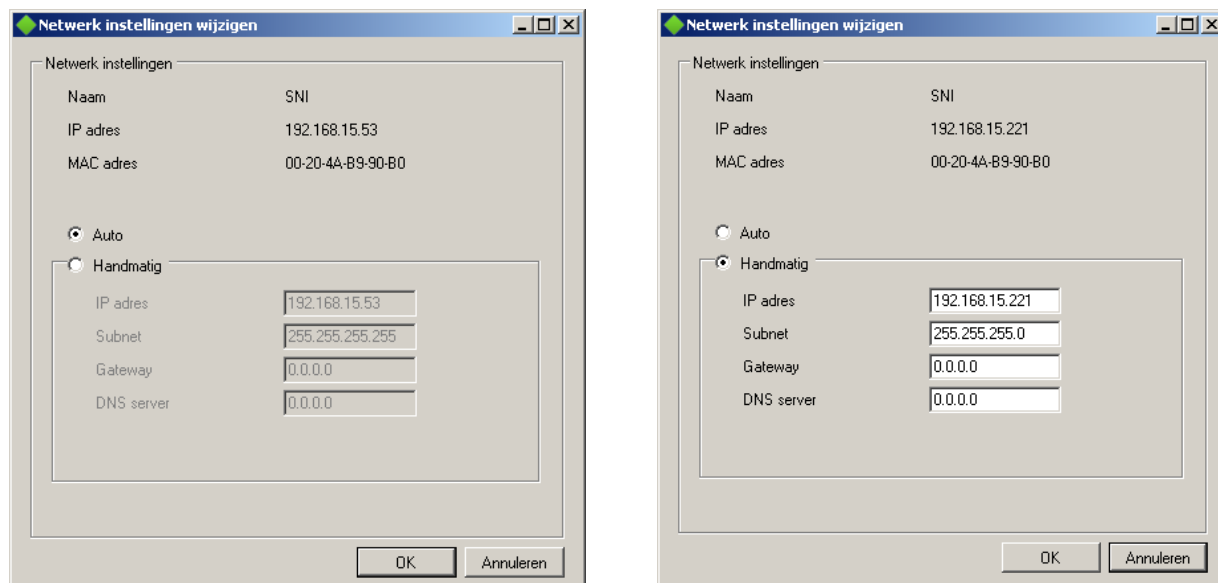 Netwerk instellingen wijzigen
Netwerk instellingen
Naam SNI
IP adres 192.168.15.53
MAC adres 00-20-4A-B9-90-B0
Auto
Handmatig
IP adres 192.168.15.53
Subnet 255.255.255.255
Gateway 0.0.0.0
DNS server 0.0.0.0
OK Annuleren
Netwerk instellingen wijzigen
Netwerk instellingen
Naam SNI
IP adres 192.168.15.221
MAC adres 00-20-4A-B9-90-B0
Auto
Handmatig
IP adres 192.168.15.221
Subnet 255.255.255.0
Gateway 0.0.0.0
DNS server 0.0.0.0
OK Annuleren